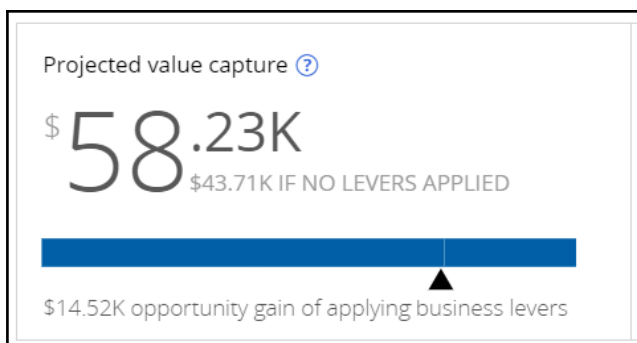 Projected value capture ?
$58.23K
$43.71K IF NO LEVERS APPLIED
$14.52K opportunity gain of applying business levers